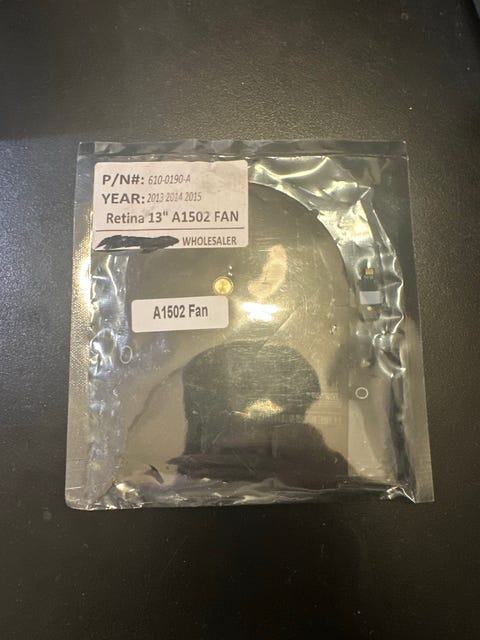 P/N#: 610-0190-A
YEAR: 2013 2014 2015
Retina 13" A1502 FAN
WHOLESALER
A1502 Fan